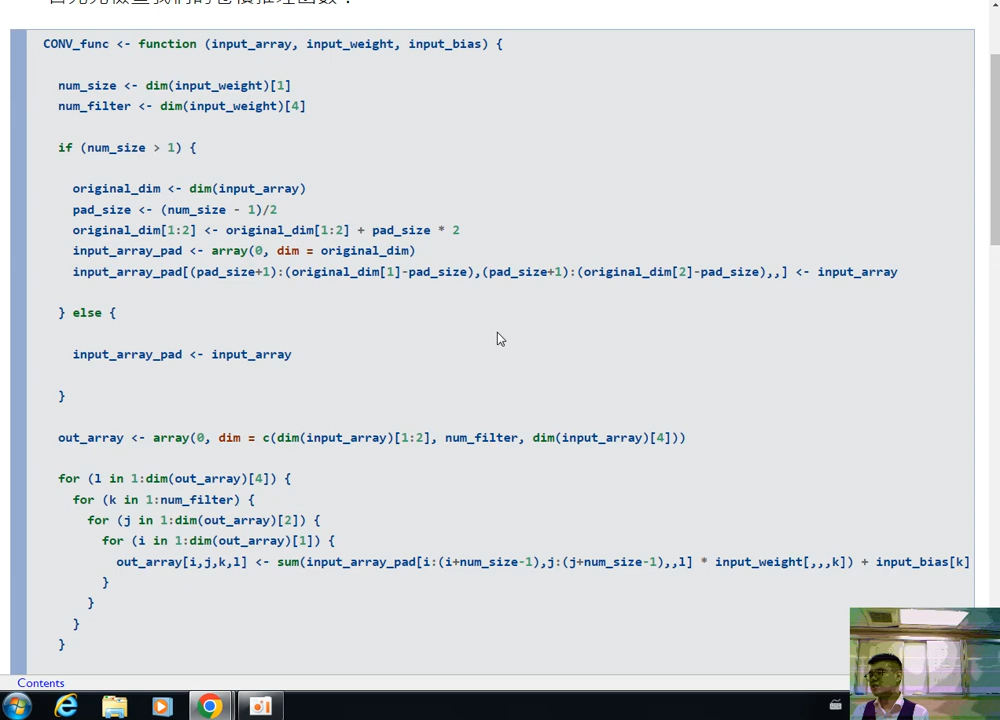 CONV_func <- function (input_array, input_weight, input_bias) {
num_size <- dim(input_weight)[1]
num_filter <- dim(input_weight)[4]
if (num_size > 1) {
original_dim <- dim(input_array)
pad_size <- (num_size - 1)/2
original_dim[1:2] <- original_dim[1:2] + pad_size * 2
input_array_pad <- array(0, dim = original_dim)
input_array_pad[(pad_size+1):(original_dim[1]-pad_size),(pad_size+1):(original_dim[2]-pad_size),,] <- input_array
} else {
input_array_pad <- input_array
}
out_array <- array(0, dim = c(dim(input_array)[1:2], num_filter, dim(input_array)[4]))
for (l in 1:dim(out_array)[4]) {
for (k in 1:num_filter) {
for (j in 1:dim(out_array)[2]) {
for (i in 1:dim(out_array)[1]) {
out_array[i,j,k,l] <- sum(input_array_pad[i:(i+num_size-1),j:(j+num_size-1),,l] * input_weight[,,,k]) + input_bias[k]
}
}
}
}
Contents